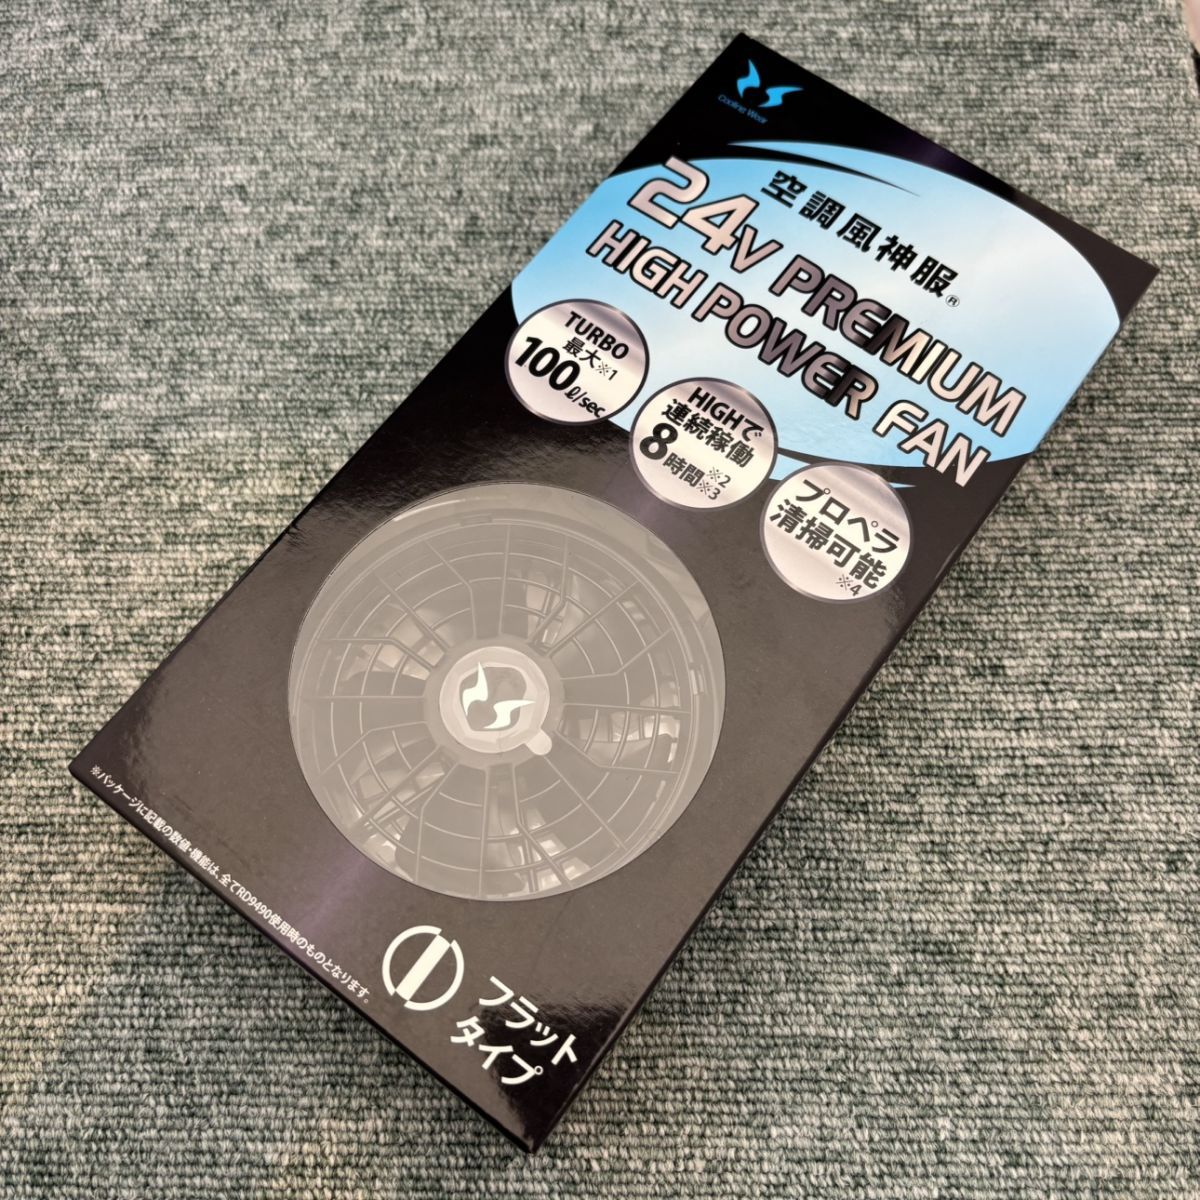 Cooling Wear
空調風神服®
24V PREMIUM
HIGH POWER FAN
TURBO
最大※1
100ℓ/sec
HIGHで
連続稼働
8時間※2※3
プロペラ
清掃可能
※4
※パッケージに記載の数値・機能は、全てRD9490使用時のものとなります。
フラット
タイプ